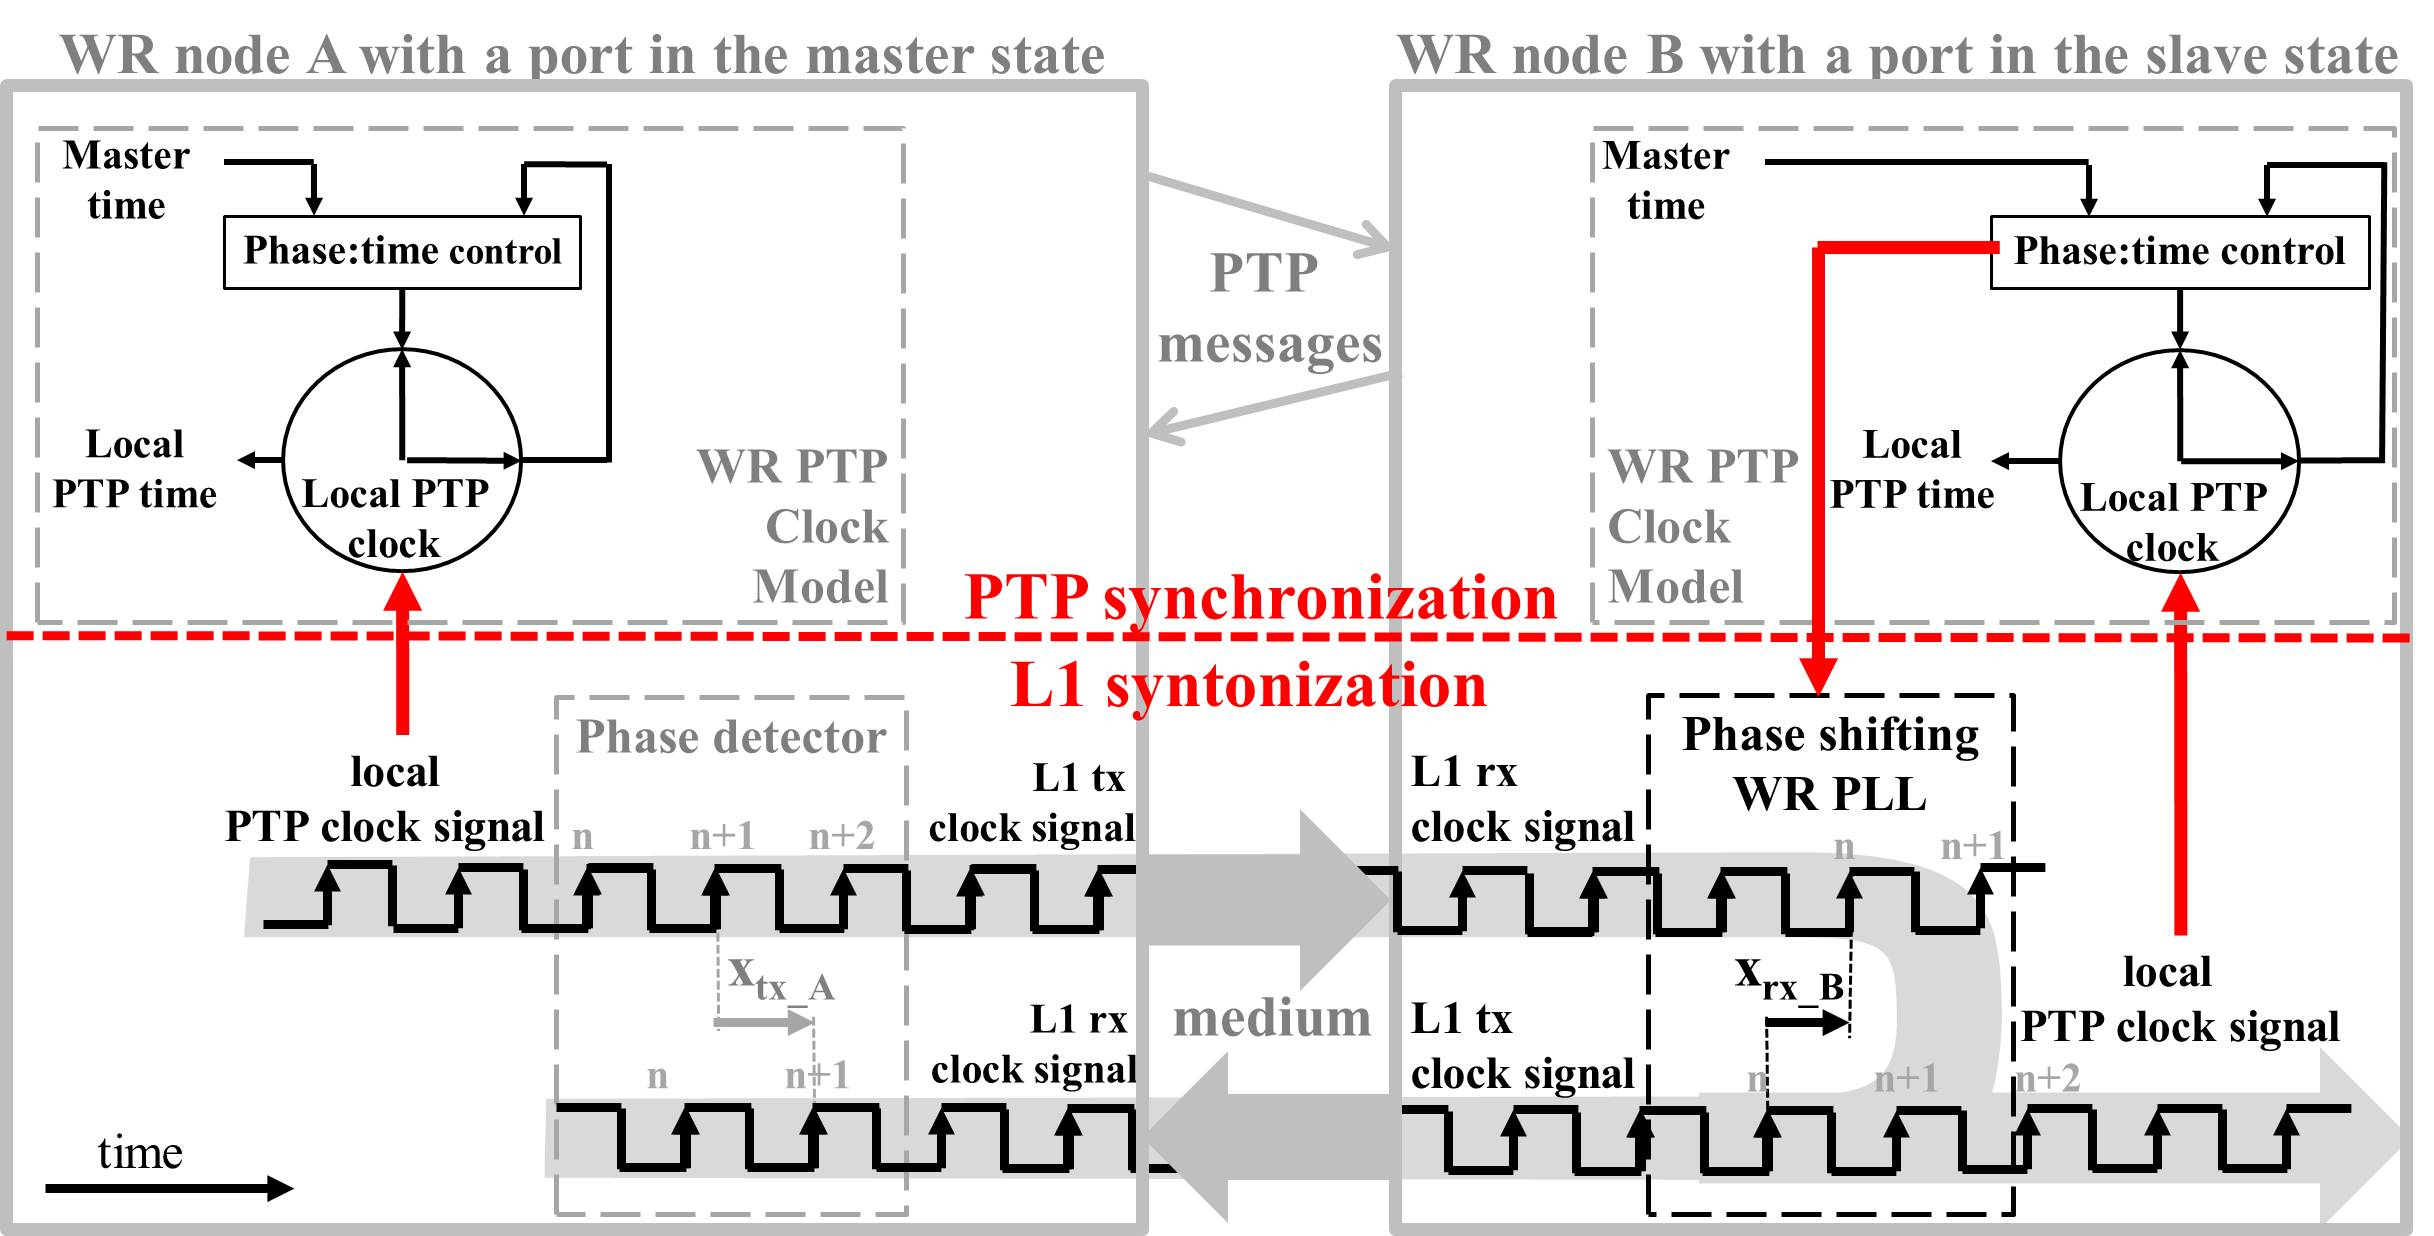 WR node A with a port in the master state
WR node B with a port in the slave state
Master
time
Phase:time control
Local
PTP time
Local PTP
clock
WR PTP
Clock
Model
PTP
messages
Master
time
Phase:time control
WR PTP
Clock
Model
Local
PTP time
Local PTP
clock
PTP synchronization
L1 syntonization
local
PTP clock signal
Phase detector
n
n+1
n+2
L1 tx
clock signal
x_tx_A
n
n+1
L1 rx
clock signal
time
medium
L1 rx
clock signal
Phase shifting
WR PLL
n
n+1
x_rx_B
L1 tx
clock signal
n
n+1
n+2
local
PTP clock signal